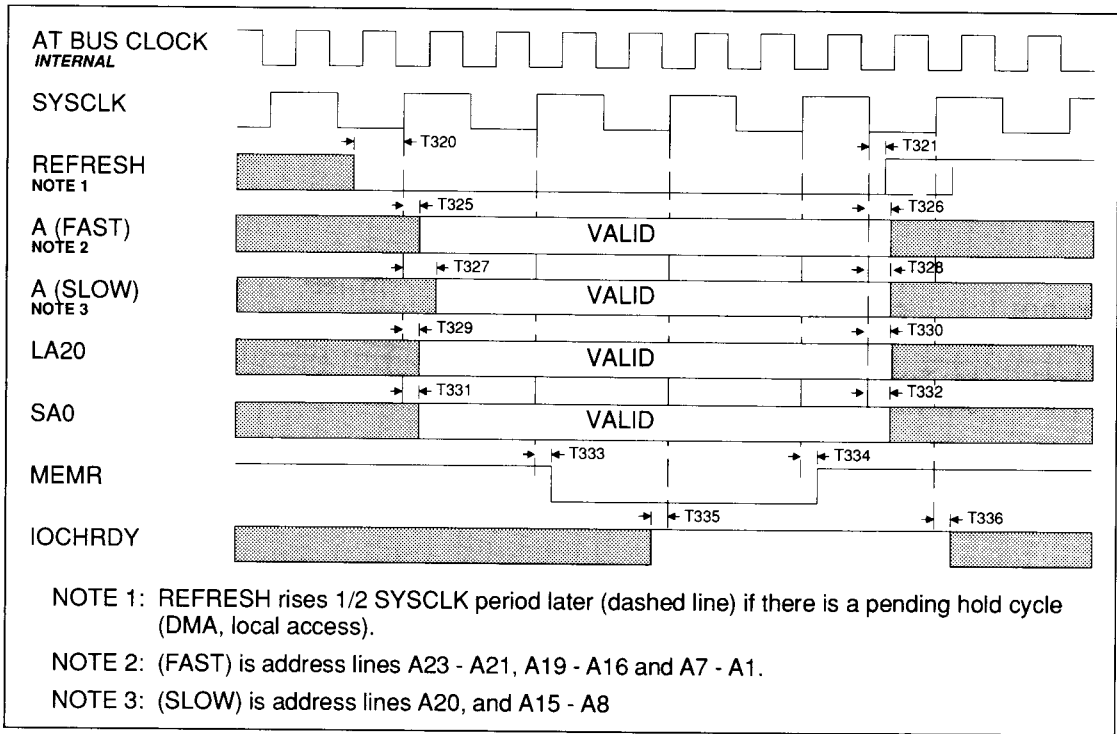 AT BUS CLOCK
INTERNAL
SYSCLK
T320
T321
REFRESH
NOTE 1
T325
T326
A (FAST)
NOTE 2
VALID
T327
T328
A (SLOW)
NOTE 3
VALID
T329
T330
LA20
VALID
T331
T332
SA0
VALID
T333
T334
MEMR
T335
T336
IOCHRDY
NOTE 1: REFRESH rises 1/2 SYSCLK period later (dashed line) if there is a pending hold cycle
(DMA, local access).
NOTE 2: (FAST) is address lines A23 - A21, A19 - A16 and A7 - A1.
NOTE 3: (SLOW) is address lines A20, and A15 - A8